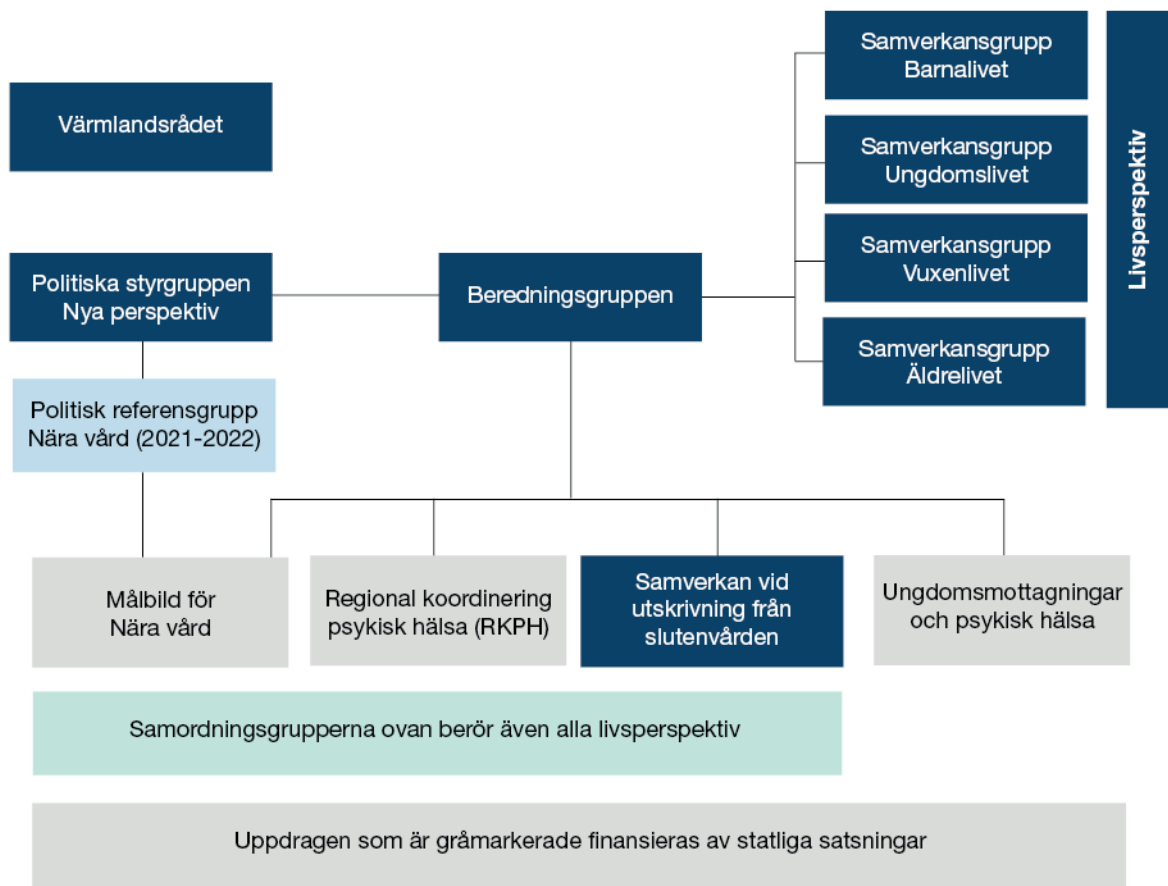 Värmlandsrådet
Samverkansgrupp
Barnalivet
Samverkansgrupp
Ungdomslivet
Samverkansgrupp
Vuxenlivet
Samverkansgrupp
Äldrelivet
Livsperspektiv
Politiska styrgruppen
Nya perspektiv
Beredningsgruppen
Politisk referensgrupp
Nära vård (2021-2022)
Målbild för
Nära vård
Regional koordinering
psykisk hälsa (RKPH)
Samverkan vid
utskrivning från
slutenvården
Ungdomsmottagningar
och psykisk hälsa
Samordningsgrupperna ovan berör även alla livsperspektiv
Uppdragen som är gråmarkerade finansieras av statliga satsningar